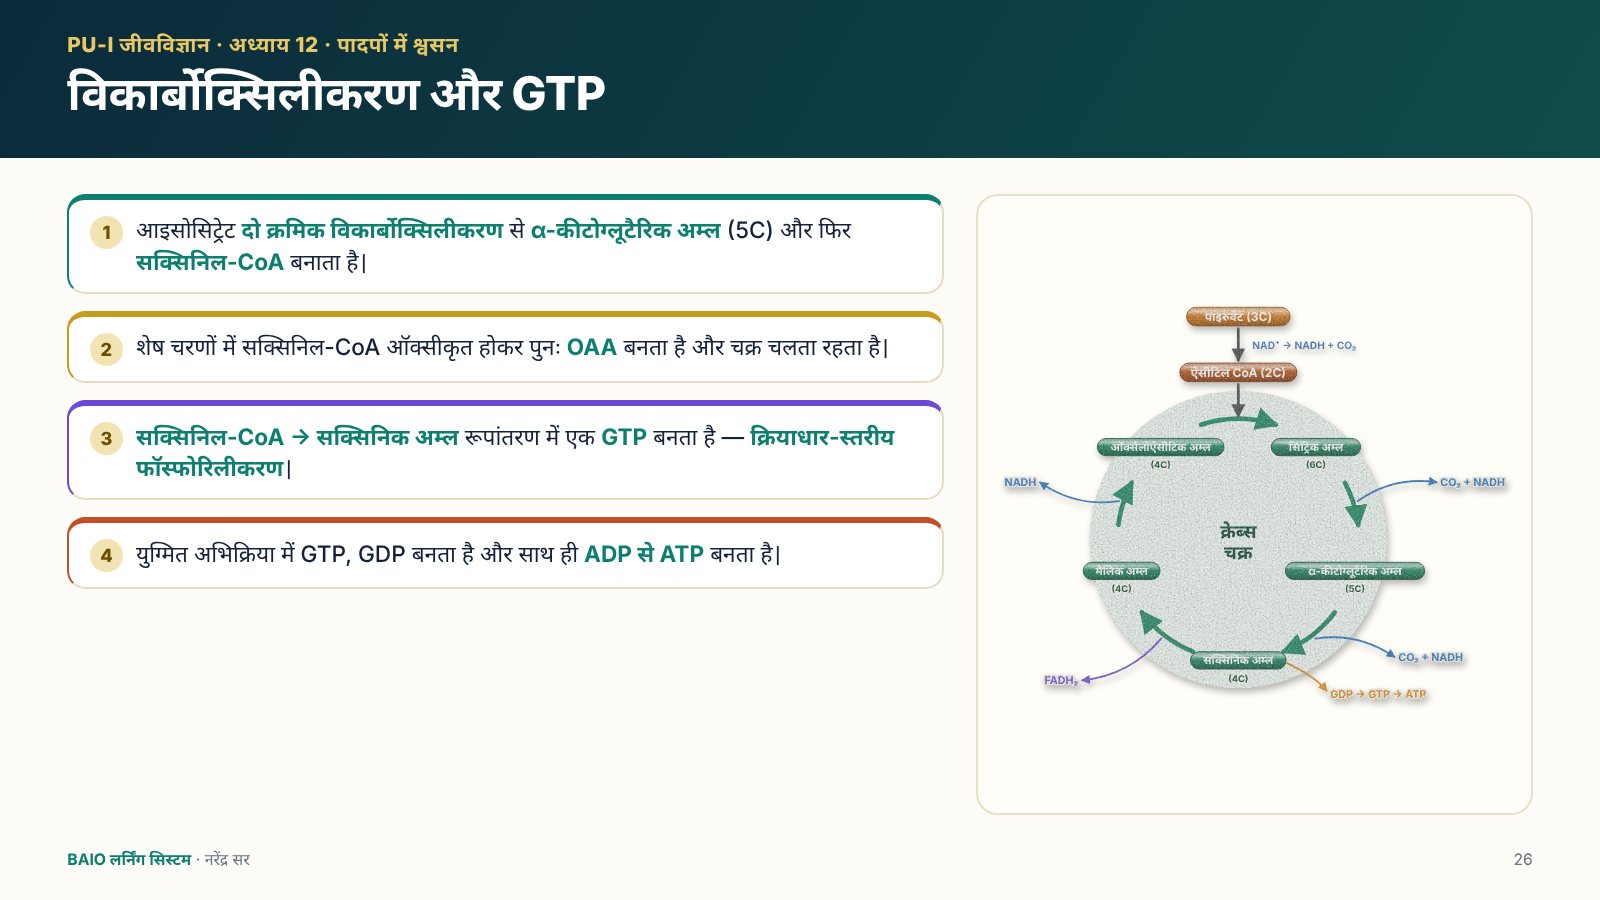 PU-I जीवविज्ञान · अध्याय 12 · पादपों में श्वसन
विकार्बोक्सिलीकरण और GTP
1 आइसोसिट्रेट दो क्रमिक विकार्बोक्सिलीकरण से α-कीटोग्लूटैरिक अम्ल (5C) और फिर
सक्सिनिल-CoA बनाता है|
2 शेष चरणों में सक्सिनिल-CoA ऑक्सीकृत होकर पुनः OAA बनता है और चक्र चलता रहता है|
3 सक्सिनिल-CoA → सक्सिनिक अम्ल रूपांतरण में एक GTP बनता है — क्रियाधार-स्तरीय
फॉस्फोरिलीकरण|
4 युग्मित अभिक्रिया में GTP, GDP बनता है और साथ ही ADP से ATP बनता है|
पाइरुवेट (3C)
NAD⁺ → NADH + CO₂
ऐसीटिल CoA (2C)
ऑक्सैलोऐसीटिक अम्ल
(4C)
सिट्रिक अम्ल
(6C)
NADH
CO₂ + NADH
क्रेब्स
चक्र
मैलिक अम्ल
(4C)
α-कीटोग्लूटैरिक अम्ल
(5C)
सक्सिनिक अम्ल
(4C)
CO₂ + NADH
FADH₂
GDP → GTP → ATP
BAIO लर्निंग सिस्टम · नरेंद्र सर
26